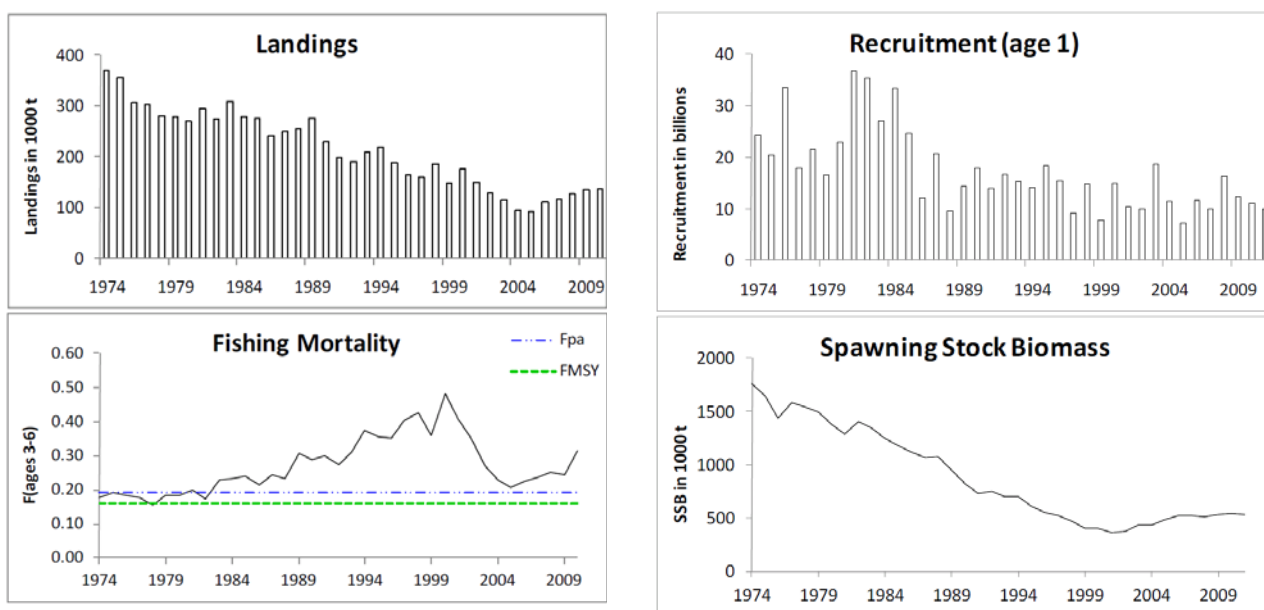 Landings
Landings in 1000 t
400
300
200
100
0
1974 1979 1984 1989 1994 1999 2004 2009
Recruitment (age 1)
Recruitment in billions
40
30
20
10
0
1974 1979 1984 1989 1994 1999 2004 2009
Fishing Mortality
Fpa
FMSY
F(ages 3-6)
0.60
0.50
0.40
0.30
0.20
0.10
0.00
1974 1979 1984 1989 1994 1999 2004 2009
Spawning Stock Biomass
SSB in 1000 t
2000
1500
1000
500
0
1974 1979 1984 1989 1994 1999 2004 2009